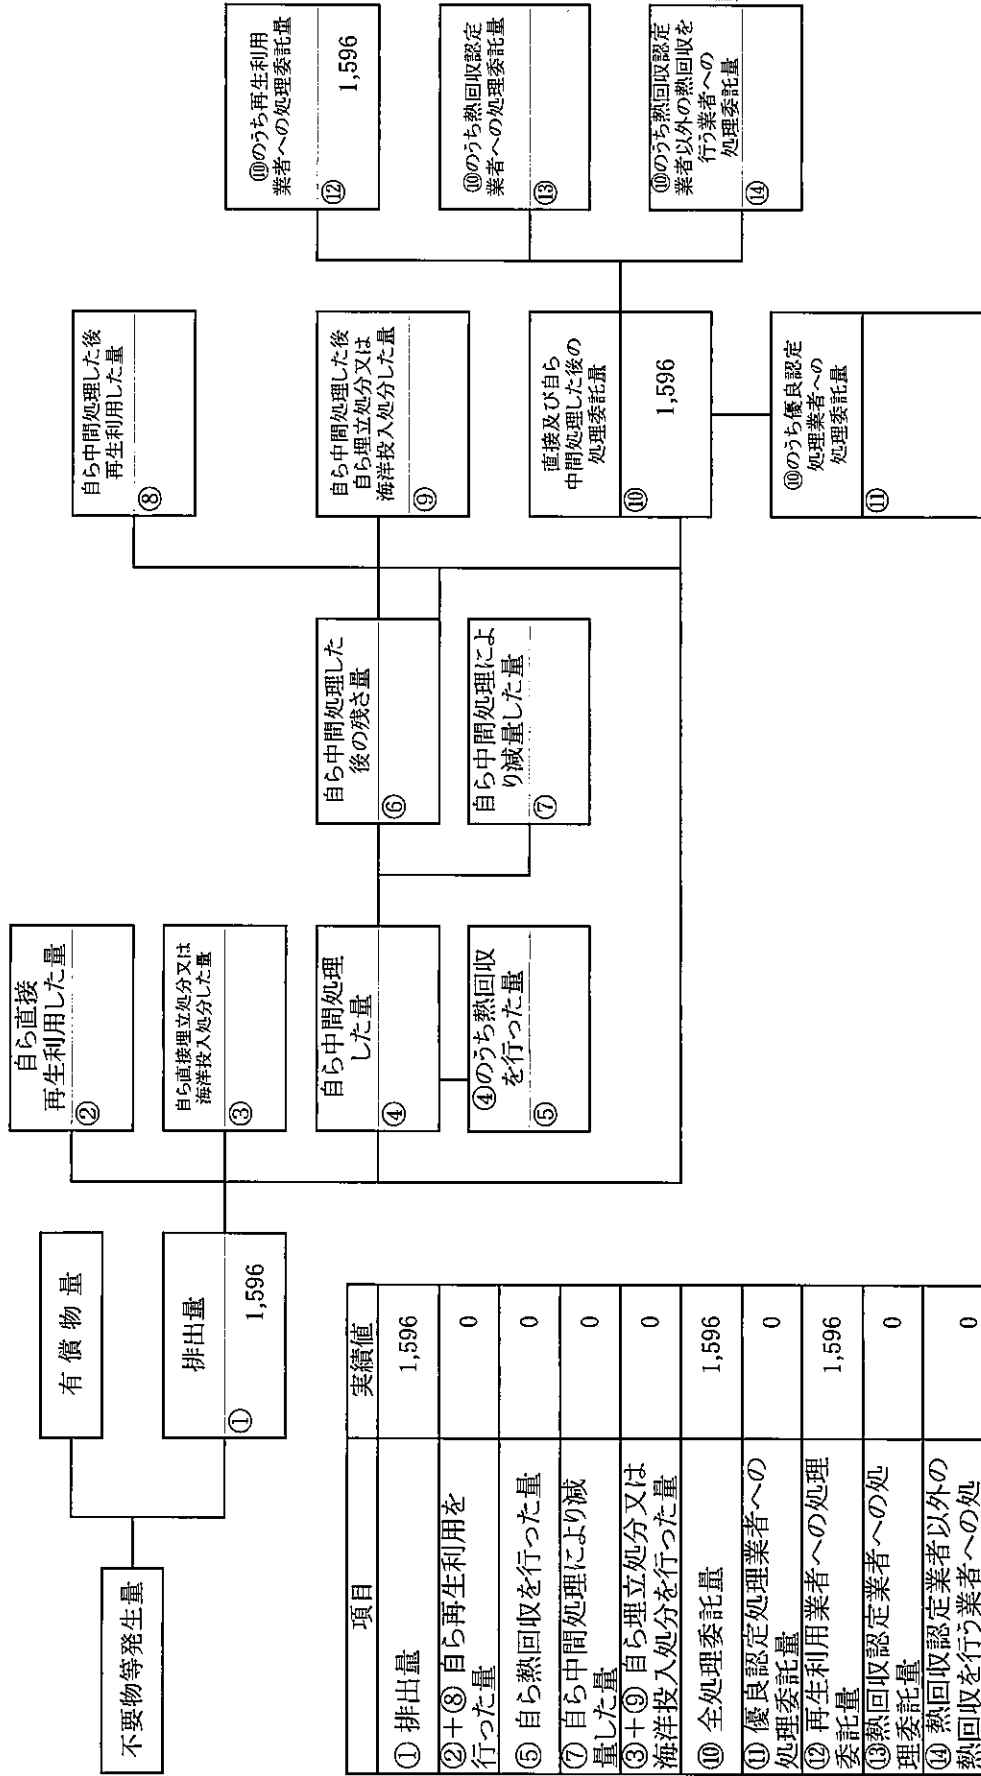 不要物等発生量
有償物量
排出量
①
1,596
自ら直接
再生利用した量
②
自ら直接埋立処分又は
海洋投入処分した量
③
自ら中間処理
した量
④
④のうち熱回収
を行った量
⑤
自ら中間処理した
後の残さ量
⑥
自ら中間処理によ
り減量した量
⑦
自ら中間処理した後
再生利用した量
⑧
自ら中間処理した後
自ら埋立処分又は
海洋投入処分した量
⑨
直接及び自ら
中間処理した後の
処理委託量
⑩
1,596
⑩のうち優良認定
処理業者への
処理委託量
⑪
⑩のうち再生利用
業者への処理委託量
⑫
1,596
⑩のうち熱回収認定
業者への処理委託量
⑬
⑩のうち熱回収認定
業者以外の熱回収を
行う業者への
処理委託量
⑭
項目 実績値
① 排出量 1,596
②+⑧ 自ら再生利用を
行った量 0
⑤ 自ら熱回収を行った量 0
⑦ 自ら中間処理により減
量した量 0
③+⑨ 自ら埋立処分又は
海洋投入処分を行った量 0
⑩ 全処理委託量 1,596
⑪ 優良認定処理業者への
処理委託量 0
⑫ 再生利用業者への処理
委託量 1,596
⑬熱回収認定業者への処
理委託量 0
⑭ 熱回収認定業者以外の
熱回収を行う業者への処 0